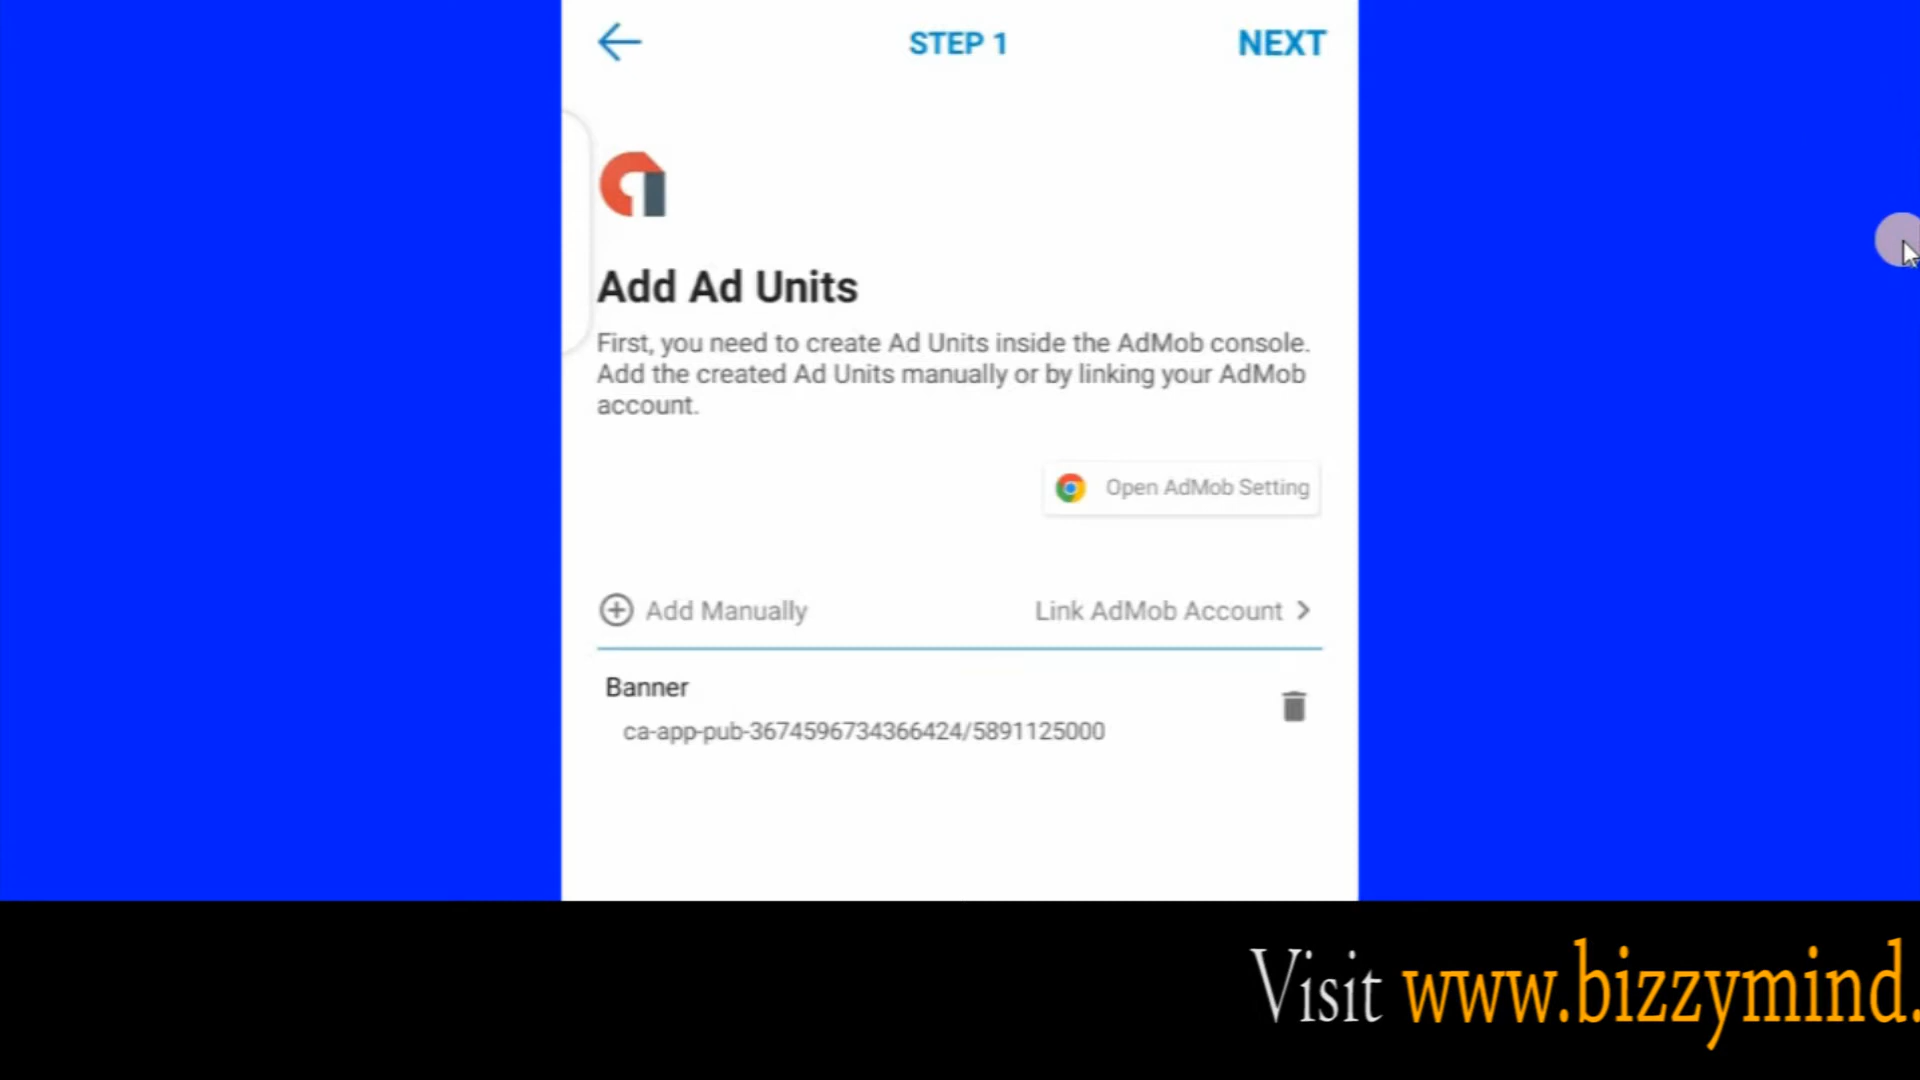 STEP 1
NEXT
Add Ad Units
First, you need to create Ad Units inside the AdMob console.
Add the created Ad Units manually or by linking your AdMob
account.
Open AdMob Setting
Add Manually
Link AdMob Account
Banner
ca-app-pub-3674596734366424/5891125000
Visit www.bizzymind.